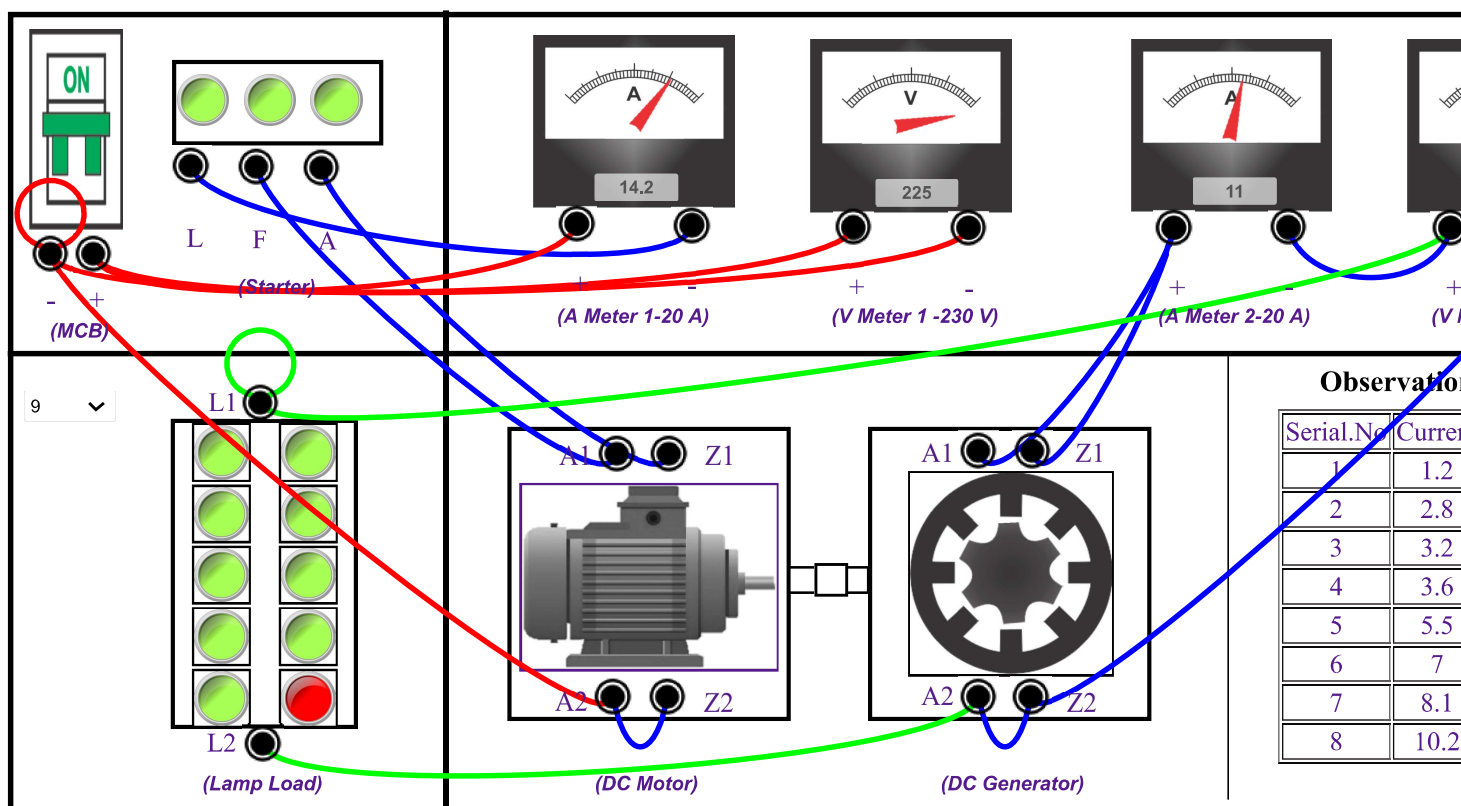 ON
A
V
A
14.2
225
11
L F A
(Starter)
- +
(MCB)
+ -
(A Meter 1-20 A)
+ -
(V Meter 1 -230 V)
+ -
(A Meter 2-20 A)
+
(V
9
L1
L2
(Lamp Load)
A1 Z1
A2 Z2
(DC Motor)
A1 Z1
A2 Z2
(DC Generator)
Observation
Serial.No Curren
1 1.2
2 2.8
3 3.2
4 3.6
5 5.5
6 7
7 8.1
8 10.2